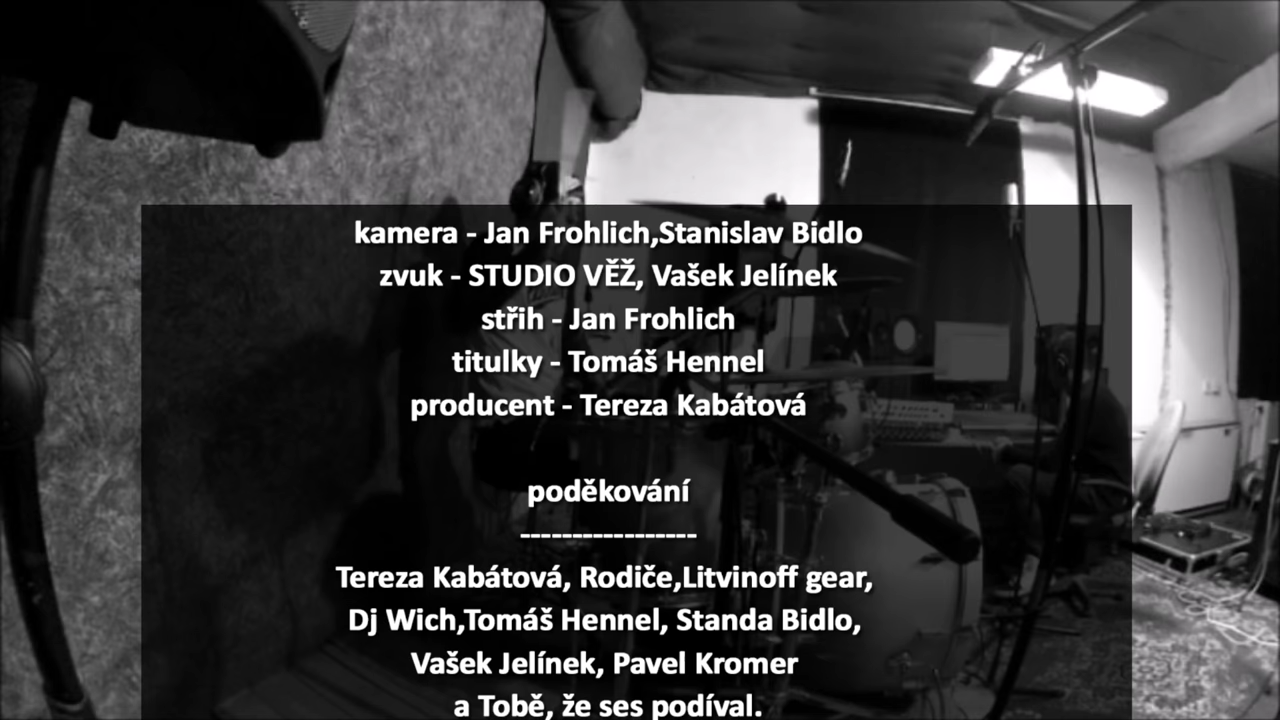 kamera - Jan Frohlich,Stanislav Bidlo
zvuk - STUDIO VĚŽ, Vašek Jelínek
střih - Jan Frohlich
titulky - Tomáš Hennel
producent - Tereza Kabátová
poděkování
-----------------
Tereza Kabátová, Rodiče,Litvinoff gear,
Dj Wich,Tomáš Hennel, Standa Bidlo,
Vašek Jelínek, Pavel Kromer
a Tobě, že ses podíval.